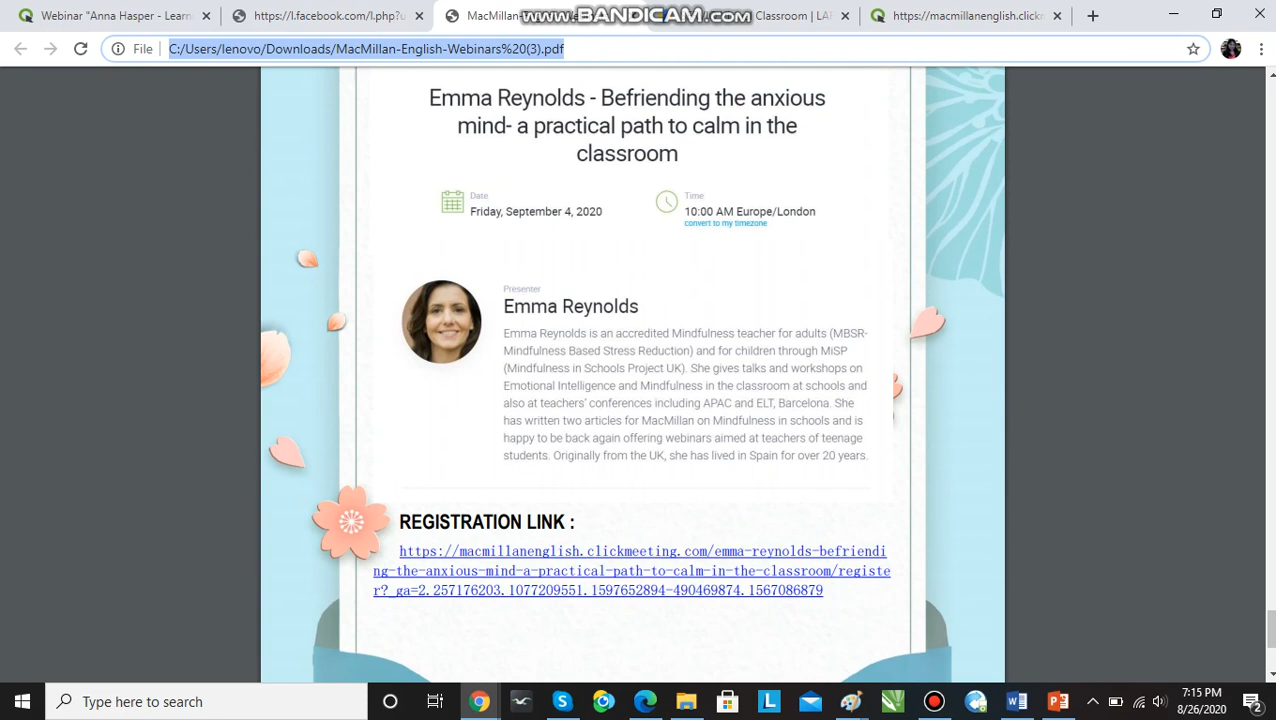 Webinar "Anna Hasper - Learn
https://l.facebook.com/l.php?
MacMillan-
www.BANDICAM.com
Classroom |
https://macmillanenglish.clickm
File
C:/Users/lenovo/Downloads/MacMillan-English-Webinars%20(3).pdf
Emma Reynolds - Befriending the anxious
mind- a practical path to calm in the
classroom
Date
Friday, September 4, 2020
Time
10:00 AM Europe/London
convert to my timezone
Presenter
Emma Reynolds
Emma Reynolds is an accredited Mindfulness teacher for adults (MBSR-
Mindfulness Based Stress Reduction) and for children through MiSP
(Mindfulness in Schools Project UK). She gives talks and workshops on
Emotional Intelligence and Mindfulness in the classroom at schools and
also at teachers' conferences including APAC and ELT, Barcelona. She
has written two articles for MacMillan on Mindfulness in schools and is
happy to be back again offering webinars aimed at teachers of teenage
students. Originally from the UK, she has lived in Spain for over 20 years.
REGISTRATION LINK :
https://macmillanenglish.clickmeeting.com/emma-reynolds-befriendi
ng-the-anxious-mind-a-practical-path-to-calm-in-the-classroom/registe
r?_ga=2.257176203.1077209551.1597652894-490469874.1567086879
Type here to search
7:15 PM
8/26/2020